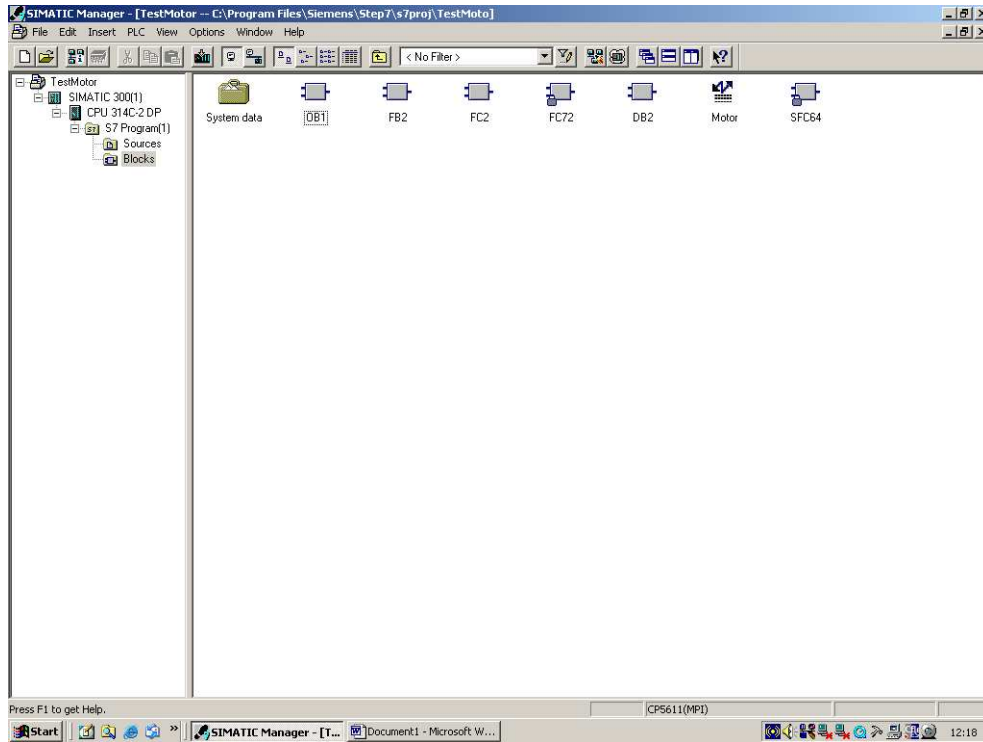 SIMATIC Manager - [TestMotor -- C:\Program Files\Siemens\Step7\s7proj\TestMoto]
File Edit Insert PLC View Options Window Help
< No Filter >
TestMotor
SIMATIC 300(1)
CPU 314C-2 DP
S7 Program(1)
Sources
Blocks
System data OB1 FB2 FC2 FC72 DB2 Motor SFC64
Press F1 to get Help.
CP5611(MPI)
Start
SIMATIC Manager - [T...
Document1 - Microsoft W...
12:18